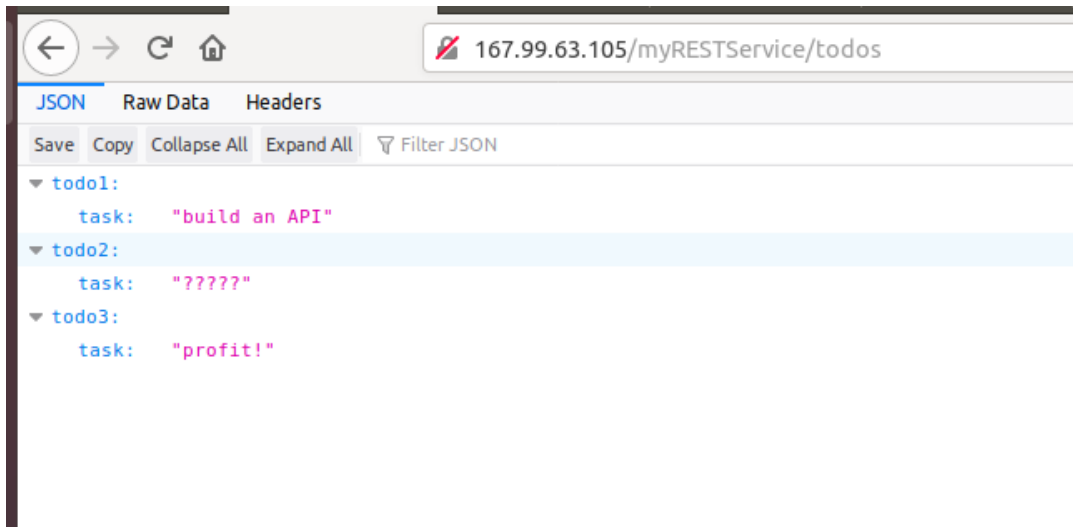 167.99.63.105/myRESTService/todos
JSON Raw Data Headers
Save Copy Collapse All Expand All Filter JSON
todo1:
task: "build an API"
todo2:
task: "?????"
todo3:
task: "profit!"